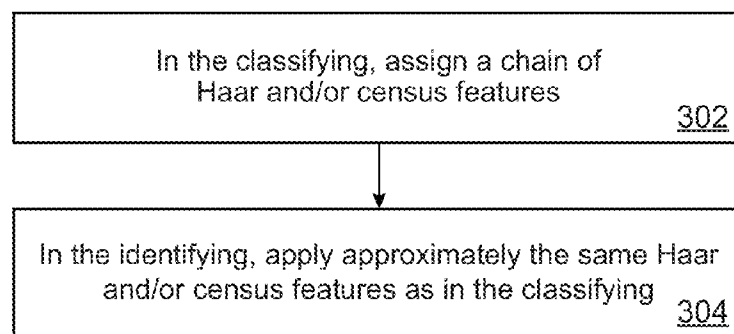 In the classifying, assign a chain of
Haar and/or census features
302
In the identifying, apply approximately the same Haar
and/or census features as in the classifying
304